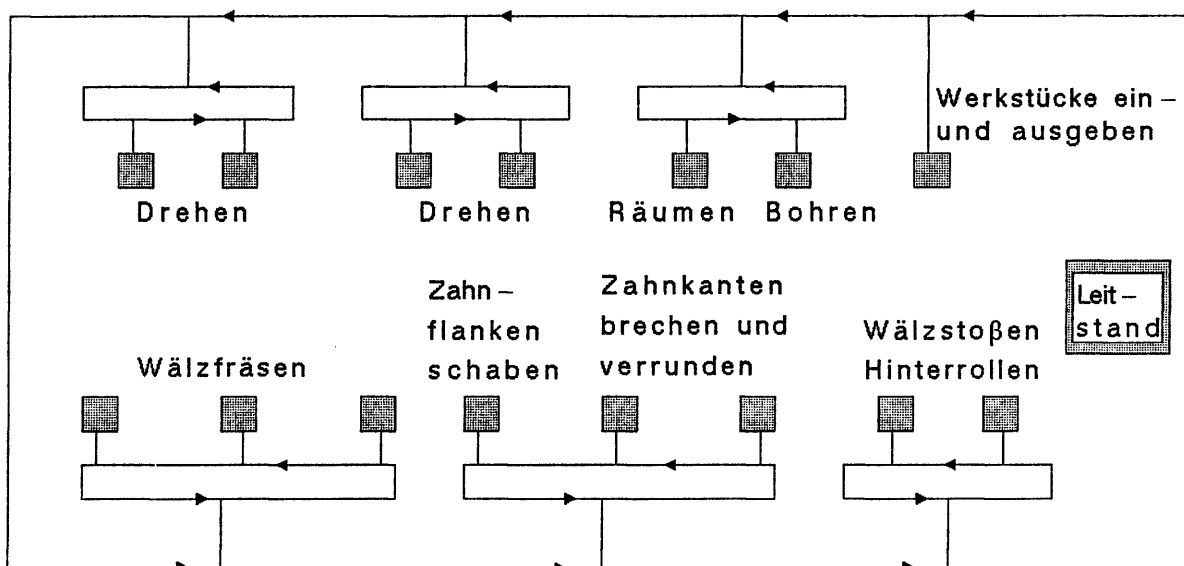 Werkstücke ein –
und ausgeben
Drehen
Drehen
Räumen
Bohren
Zahn –
flanken
schaben
Zahnkanten
brechen und
verrunden
Wälzstoßen
Hinterrollen
Leit –
stand
Wälzfräsen